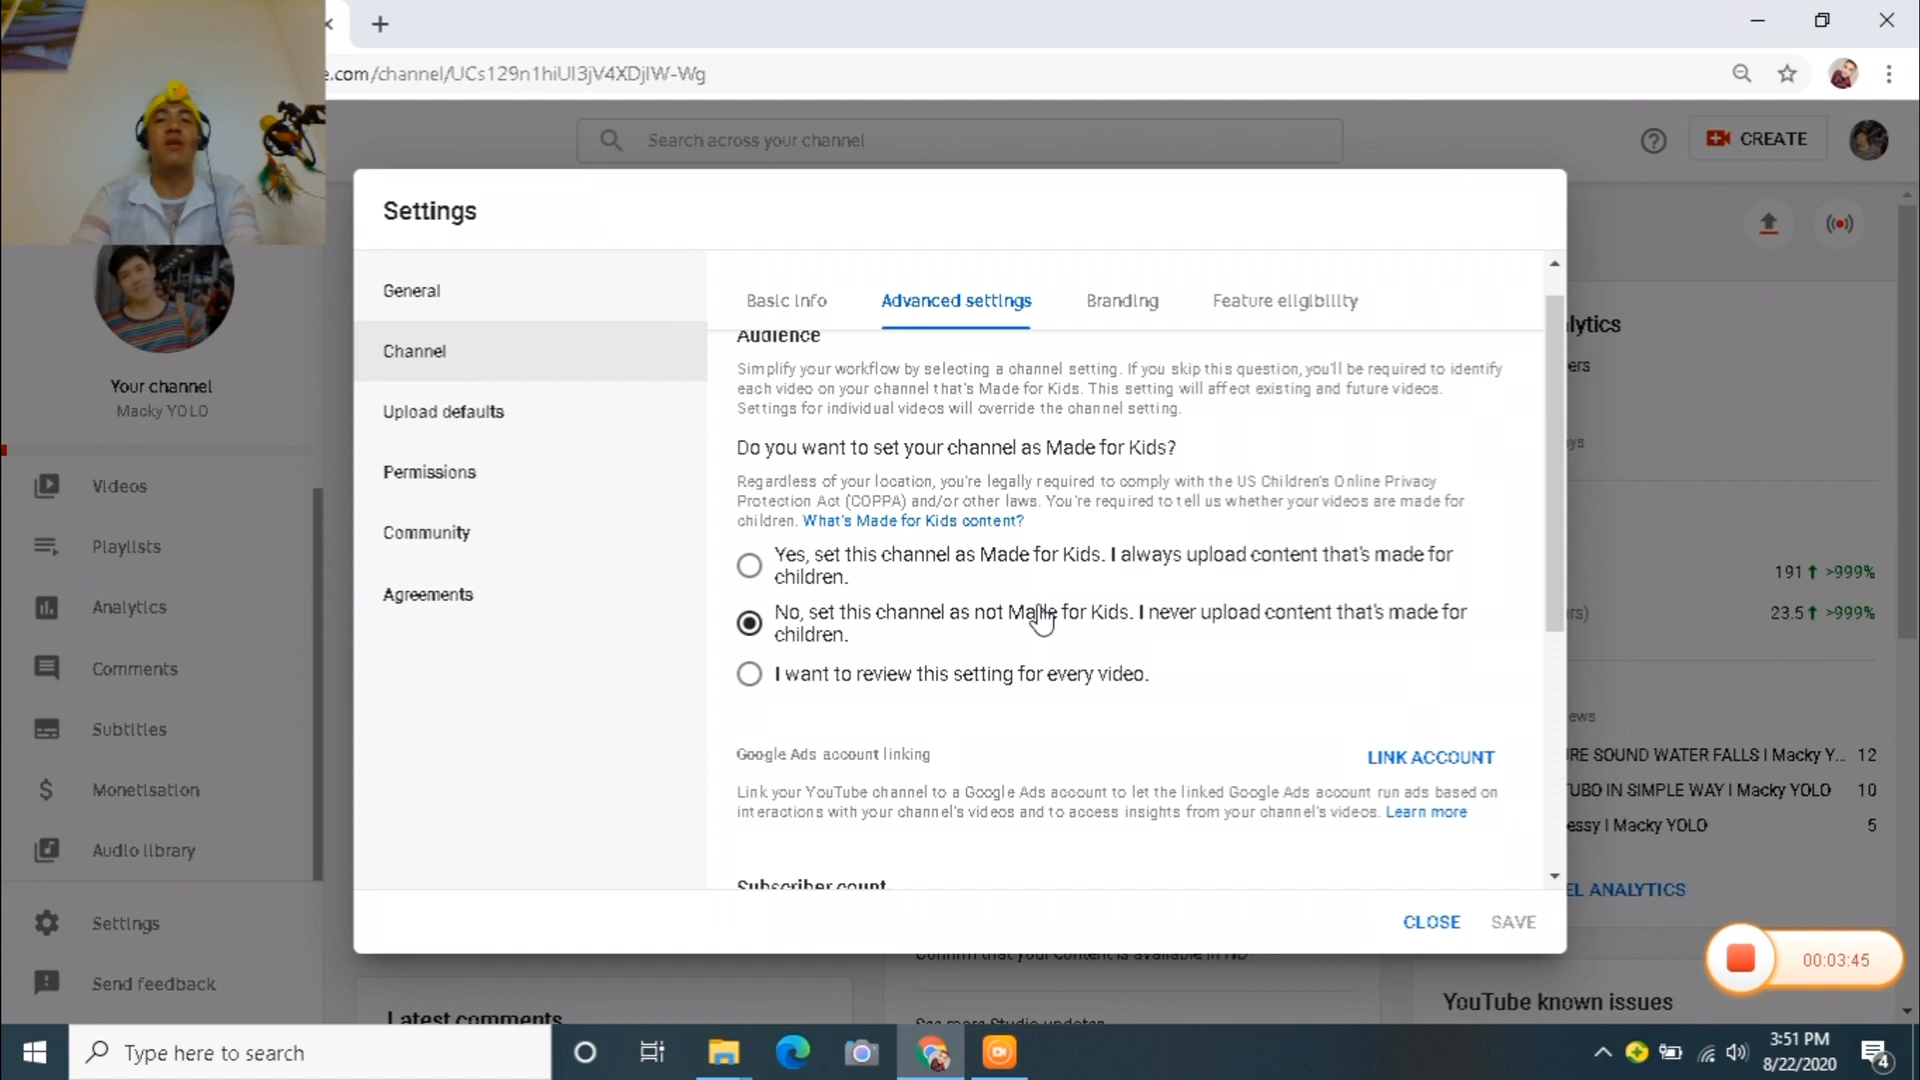 .com/channel/UCs129n1hiUI3jV4XDjIW-Wg
Search across your channel
CREATE
Settings
General
Channel
Upload defaults
Permissions
Community
Agreements
Basic info
Advanced settings
Branding
Feature eligibility
Audience
Simplify your workflow by selecting a channel setting. If you skip this question, you'll be required to identify
each video on your channel that's Made for Kids. This setting will affect existing and future videos.
Settings for individual videos will override the channel setting.
Do you want to set your channel as Made for Kids?
Regardless of your location, you're legally required to comply with the US Children's Online Privacy
Protection Act (COPPA) and/or other laws. You're required to tell us whether your videos are made for
children. What's Made for Kids content?
Yes, set this channel as Made for Kids. I always upload content that's made for
children.
No, set this channel as not Made for Kids. I never upload content that's made for
children.
I want to review this setting for every video.
Google Ads account linking
LINK ACCOUNT
Link your YouTube channel to a Google Ads account to let the linked Google Ads account run ads based on
interactions with your channel's videos and to access insights from your channel's videos. Learn more
Subscriber count
CLOSE
SAVE
Your channel
Macky YOLO
Videos
Playlists
Analytics
Comments
Subtitles
Monetisation
Audio library
Settings
Send feedback
lytics
ers
ys
191 >999%
rs) 23.5 >999%
ews
RE SOUND WATER FALLS I Macky Y... 12
TUBO IN SIMPLE WAY I Macky YOLO 10
essy I Macky YOLO 5
EL ANALYTICS
Latest comments
YouTube known issues
00:03:45
Type here to search
3:51 PM
8/22/2020
4